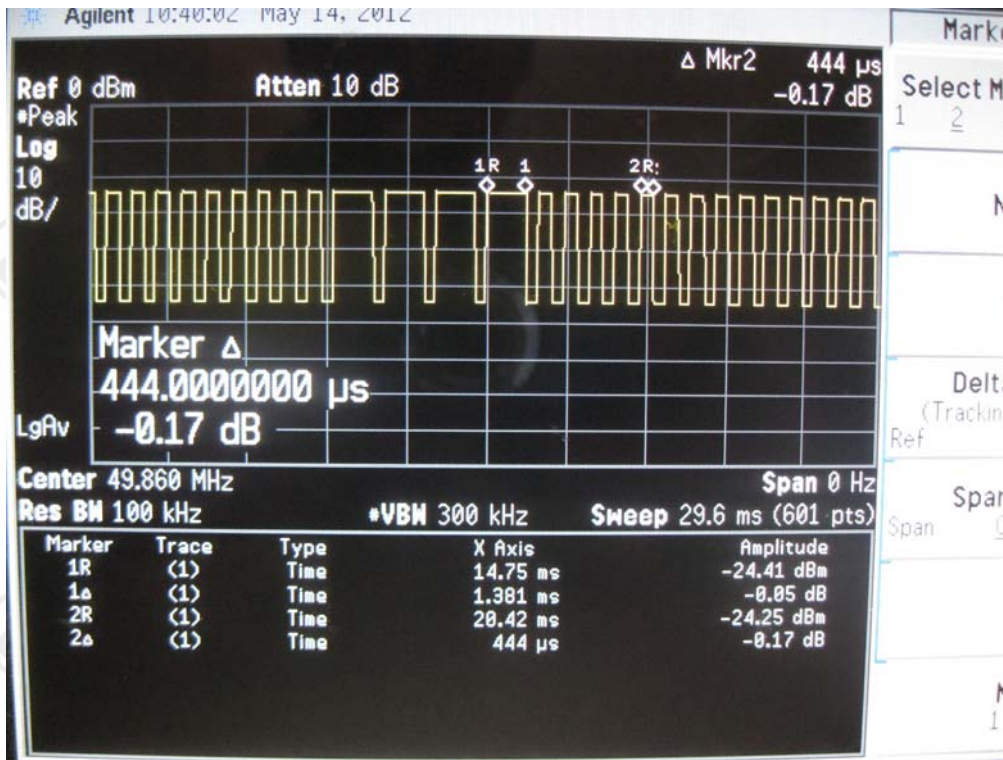 Agilent 10:40:02 May 14, 2012
Mark
Δ Mkr2 444 µs
Ref 0 dBm Atten 10 dB -0.17 dB
Select M
1 2
#Peak
Log
10
dB/
1R 1 2R:
Marker Δ
444.0000000 µs
-0.17 dB
LgAv
Delt
(Trackin
Ref
Center 49.860 MHz Span 0 Hz
Res BW 100 kHz #VBW 300 kHz Sweep 29.6 ms (601 pts)
Span
Span
Marker Trace Type X Axis Amplitude
1R (1) Time 14.75 ms -24.41 dBm
1Δ (1) Time 1.381 ms -0.05 dB
2R (1) Time 20.42 ms -24.25 dBm
2Δ (1) Time 444 µs -0.17 dB
1